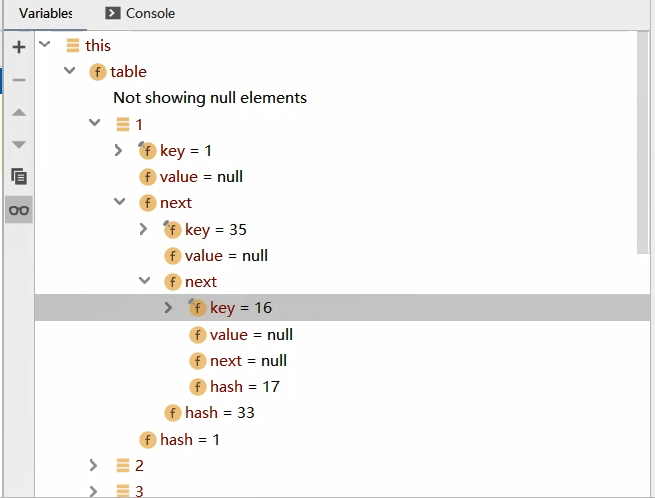 Variables Console
this
f table
Not showing null elements
1
f key = 1
f value = null
f next
f key = 35
f value = null
f next
f key = 16
f value = null
f next = null
f hash = 17
f hash = 33
f hash = 1
2
3